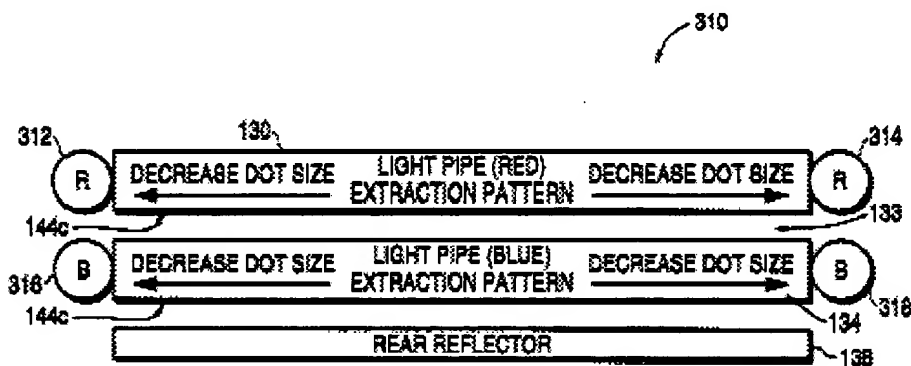 310
312
130
314
R
DECREASE DOT SIZE
LIGHT PIPE (RED)
EXTRACTION PATTERN
DECREASE DOT SIZE
R
144c
133
B
DECREASE DOT SIZE
LIGHT PIPE (BLUE)
EXTRACTION PATTERN
DECREASE DOT SIZE
B
316
318
144c
134
REAR REFLECTOR
138